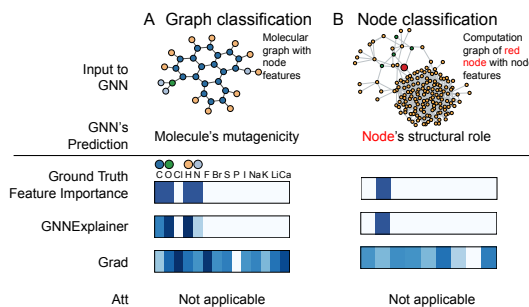 A Graph classification
B Node classification
Input to
GNN
Molecular
graph with
node
features
Computation
graph of red
node with node
features
GNN's
Prediction
Molecule's mutagenicity
Node's structural role
Ground Truth
Feature Importance
C O Cl H N F Br S P I Na K Li Ca
GNNExplainer
Grad
Att
Not applicable
Not applicable